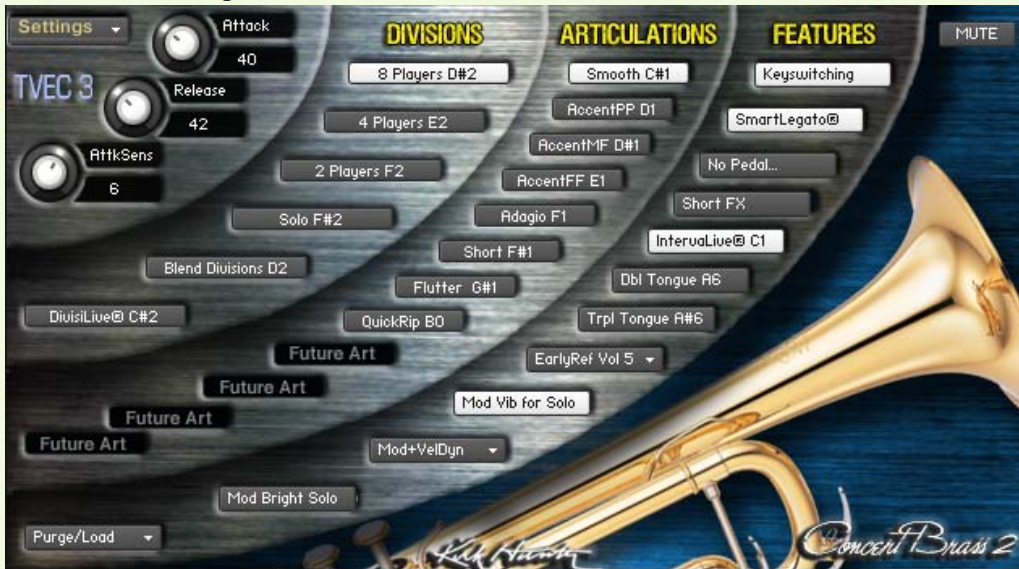 Settings
Attack
40
TVEC 3
Release
42
AttkSens
6
DIVISIONS
8 Players D#2
4 Players E2
2 Players F2
Solo F#2
Blend Divisions D2
DivisiLive® C#2
ARTICULATIONS
Smooth C#1
AccentPP D1
AccentMF D#1
AccentFF E1
Adagio F1
Short F#1
Flutter G#1
QuickRip B0
Future Art
Future Art
Future Art
Future Art
FEATURES
Keyswitching
SmartLegato®
No Pedal...
Short FX
IntervaLive® C1
Dbl Tongue A6
Trpl Tongue A#6
EarlyRef Vol 5
Mod Vib for Solo
Mod+VelDyn
Mod Bright Solo
MUTE
Purge/Load
Kirk Hunter
Concert Brass 2